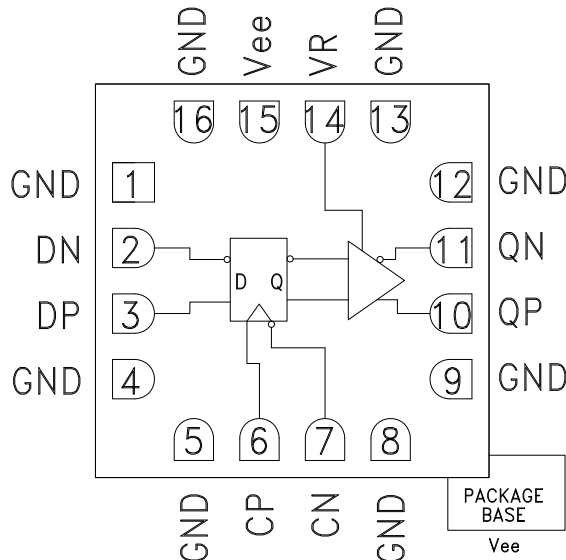 GND
Vee
VR
GND
16
15
14
13
GND
1
12
GND
DN
2
11
QN
D
Q
DP
3
10
QP
GND
4
9
GND
5
6
7
8
GND
CP
CN
GND
PACKAGE
BASE
Vee